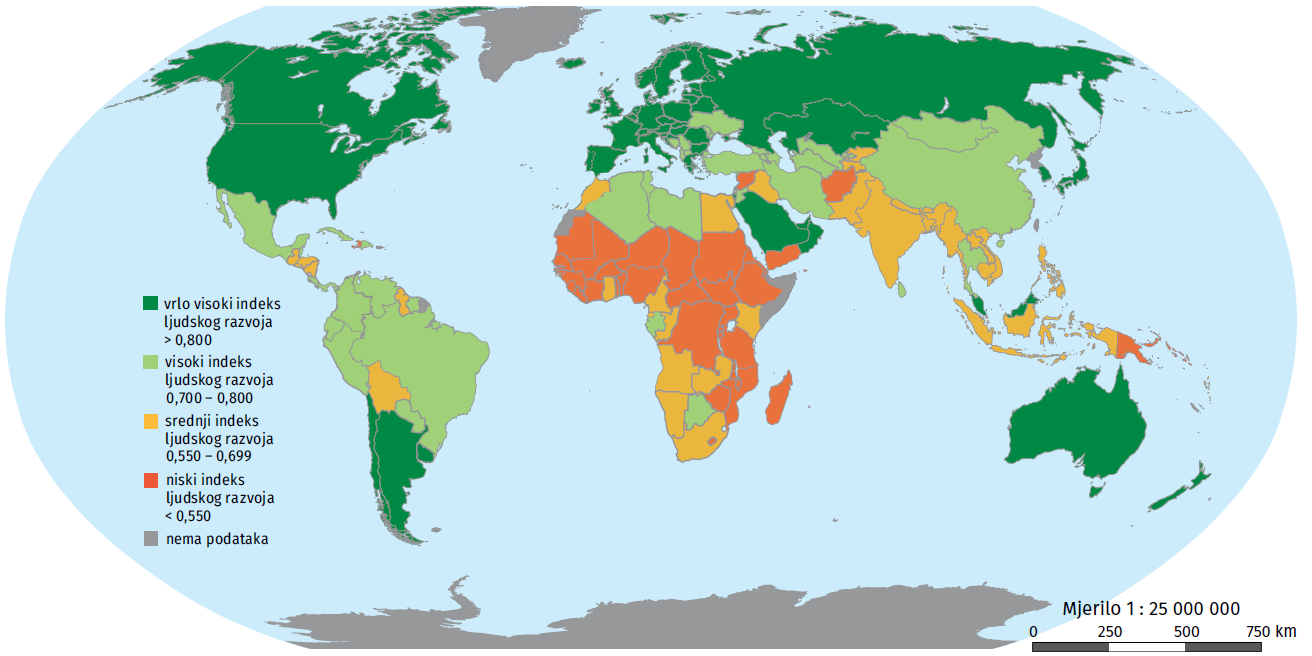 vrlo visoki indeks
ljudskog razvoja
> 0,800
visoki indeks
ljudskog razvoja
0,700 – 0,800
srednji indeks
ljudskog razvoja
0,550 – 0,699
niski indeks
ljudskog razvoja
< 0,550
nema podataka
Mjerilo 1 : 25 000 000
0 250 500 750 km